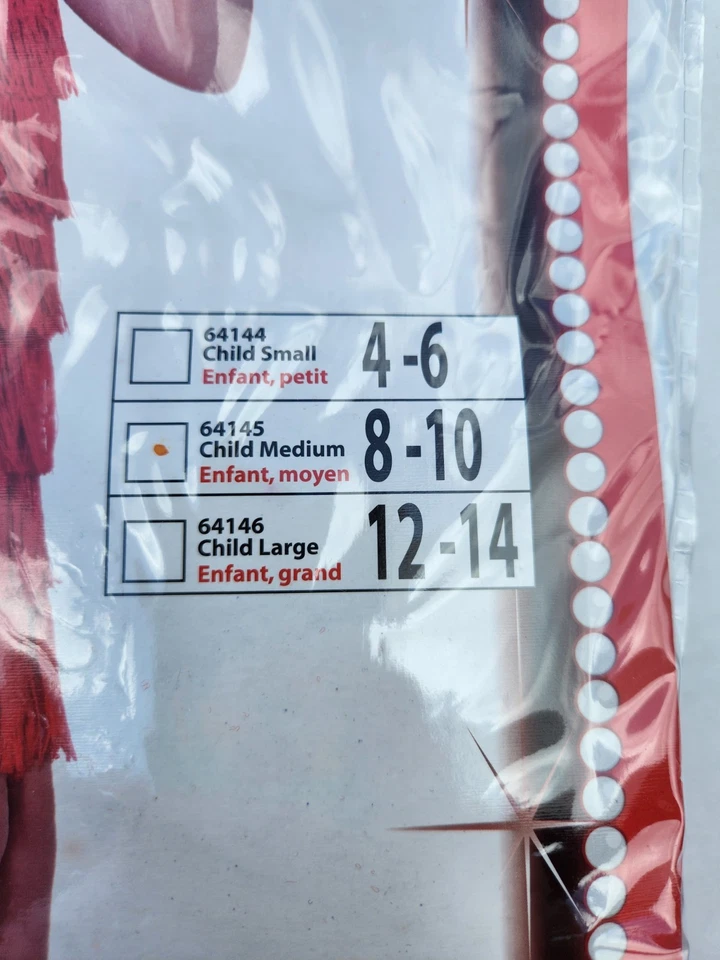 64144
Child Small
Enfant, petit
4-6
64145
Child Medium
Enfant, moyen
8-10
64146
Child Large
Enfant, grand
12-14